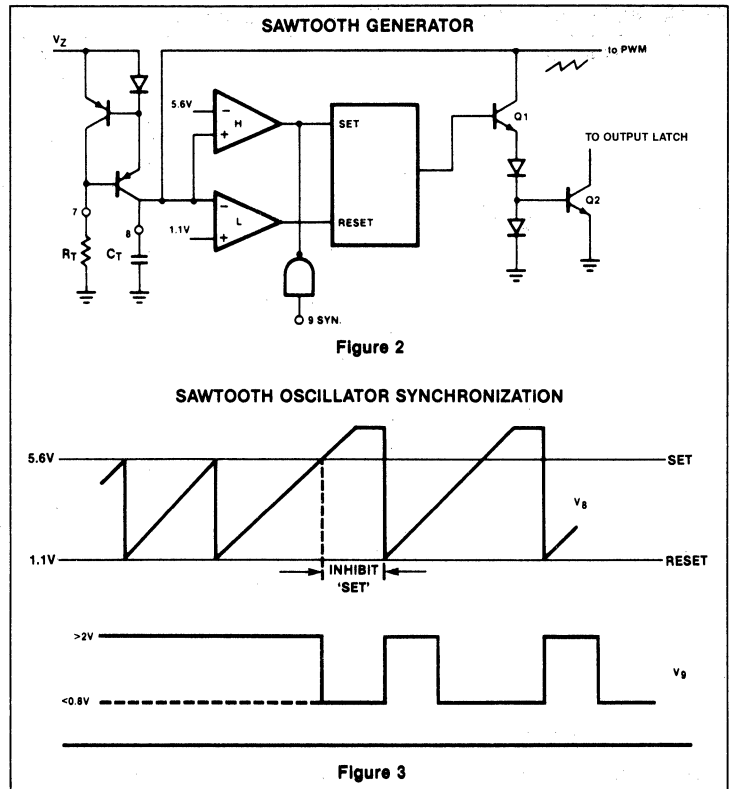 SAWTOOTH GENERATOR
VZ
to PWM
5.6V
−
H
+
SET
Q1
TO OUTPUT LATCH
7
8
−
L
+
1.1V
RESET
Q2
RT
CT
9 SYN.
Figure 2
SAWTOOTH OSCILLATOR SYNCHRONIZATION
5.6V
SET
V8
1.1V
RESET
INHIBIT
'SET'
>2V
V9
<0.8V
Figure 3